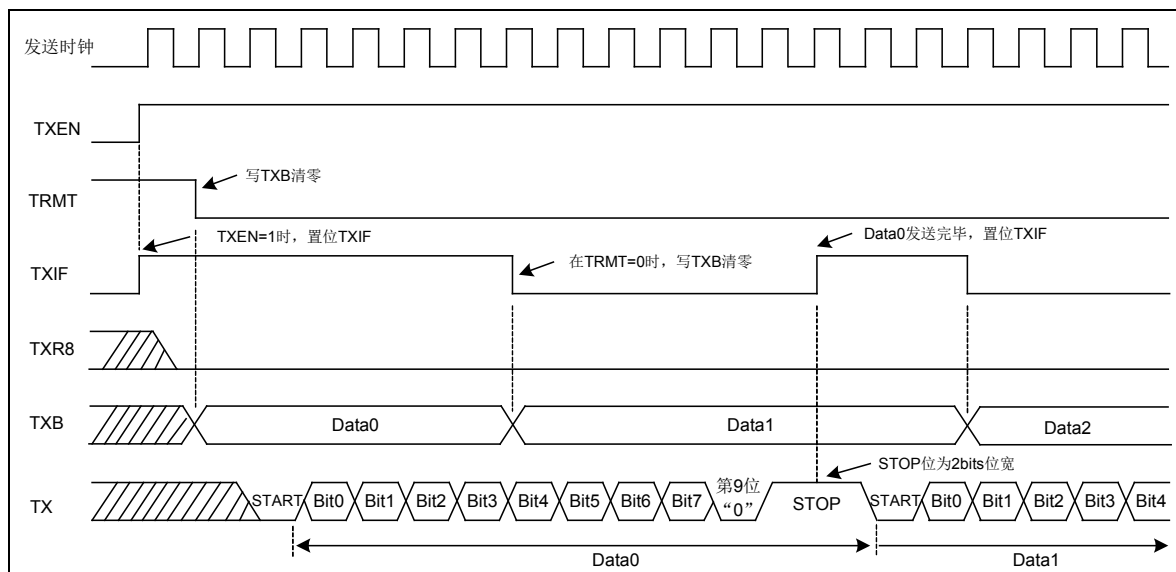 发送时钟
TXEN
写TXB清零
TRMT
TXEN=1时，置位TXIF
Data0发送完毕，置位TXIF
TXIF
在TRMT=0时，写TXB清零
TXR8
TXB
Data0
Data1
Data2
STOP位为2bits位宽
TX
START
Bit0
Bit1
Bit2
Bit3
Bit4
Bit5
Bit6
Bit7
第9位
“0”
STOP
START
Bit0
Bit1
Bit2
Bit3
Bit4
Data0
Data1